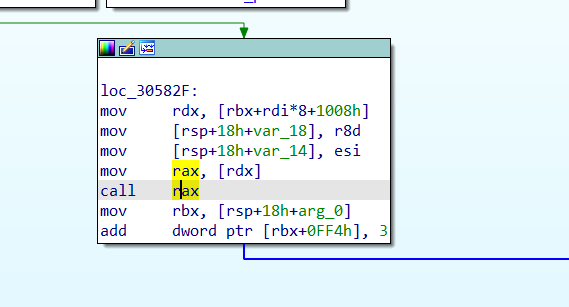 loc_30582F:
mov rdx, [rbx+rdi*8+1008h]
mov [rsp+18h+var_18], r8d
mov [rsp+18h+var_14], esi
mov rax, [rdx]
call rax
mov rbx, [rsp+18h+arg_0]
add dword ptr [rbx+0FF4h], 3